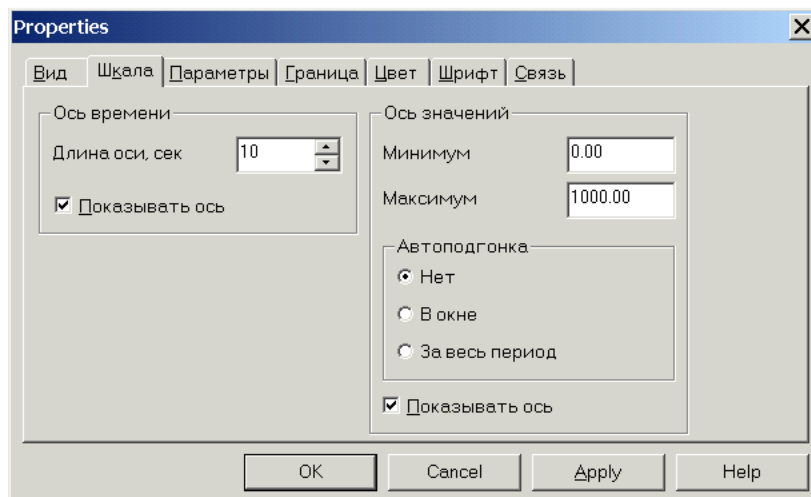 Properties
Вид Шкала Параметры Граница Цвет Шрифт Связь
Ось времени
Длина оси, сек 10
Показывать ось
Ось значений
Минимум 0.00
Максимум 1000.00
Автоподгонка
Нет
В окне
За весь период
Показывать ось
OK Cancel Apply Help